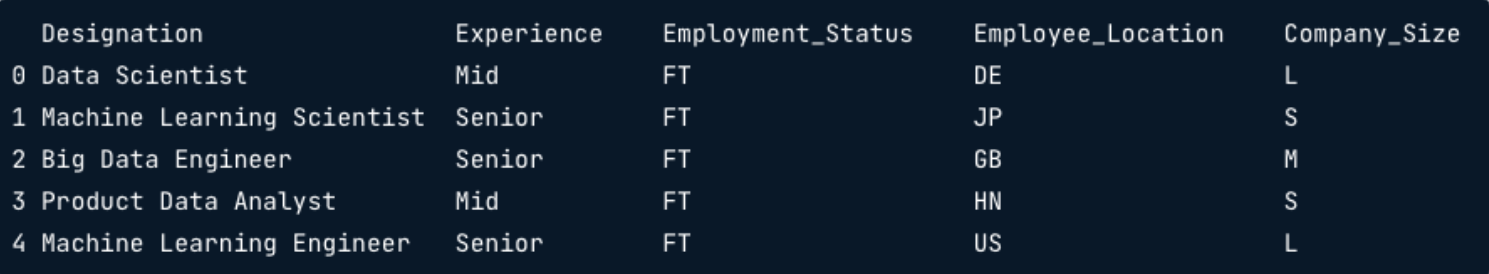 Designation Experience Employment_Status Employee_Location Company_Size
0 Data Scientist Mid FT DE L
1 Machine Learning Scientist Senior FT JP S
2 Big Data Engineer Senior FT GB M
3 Product Data Analyst Mid FT HN S
4 Machine Learning Engineer Senior FT US L